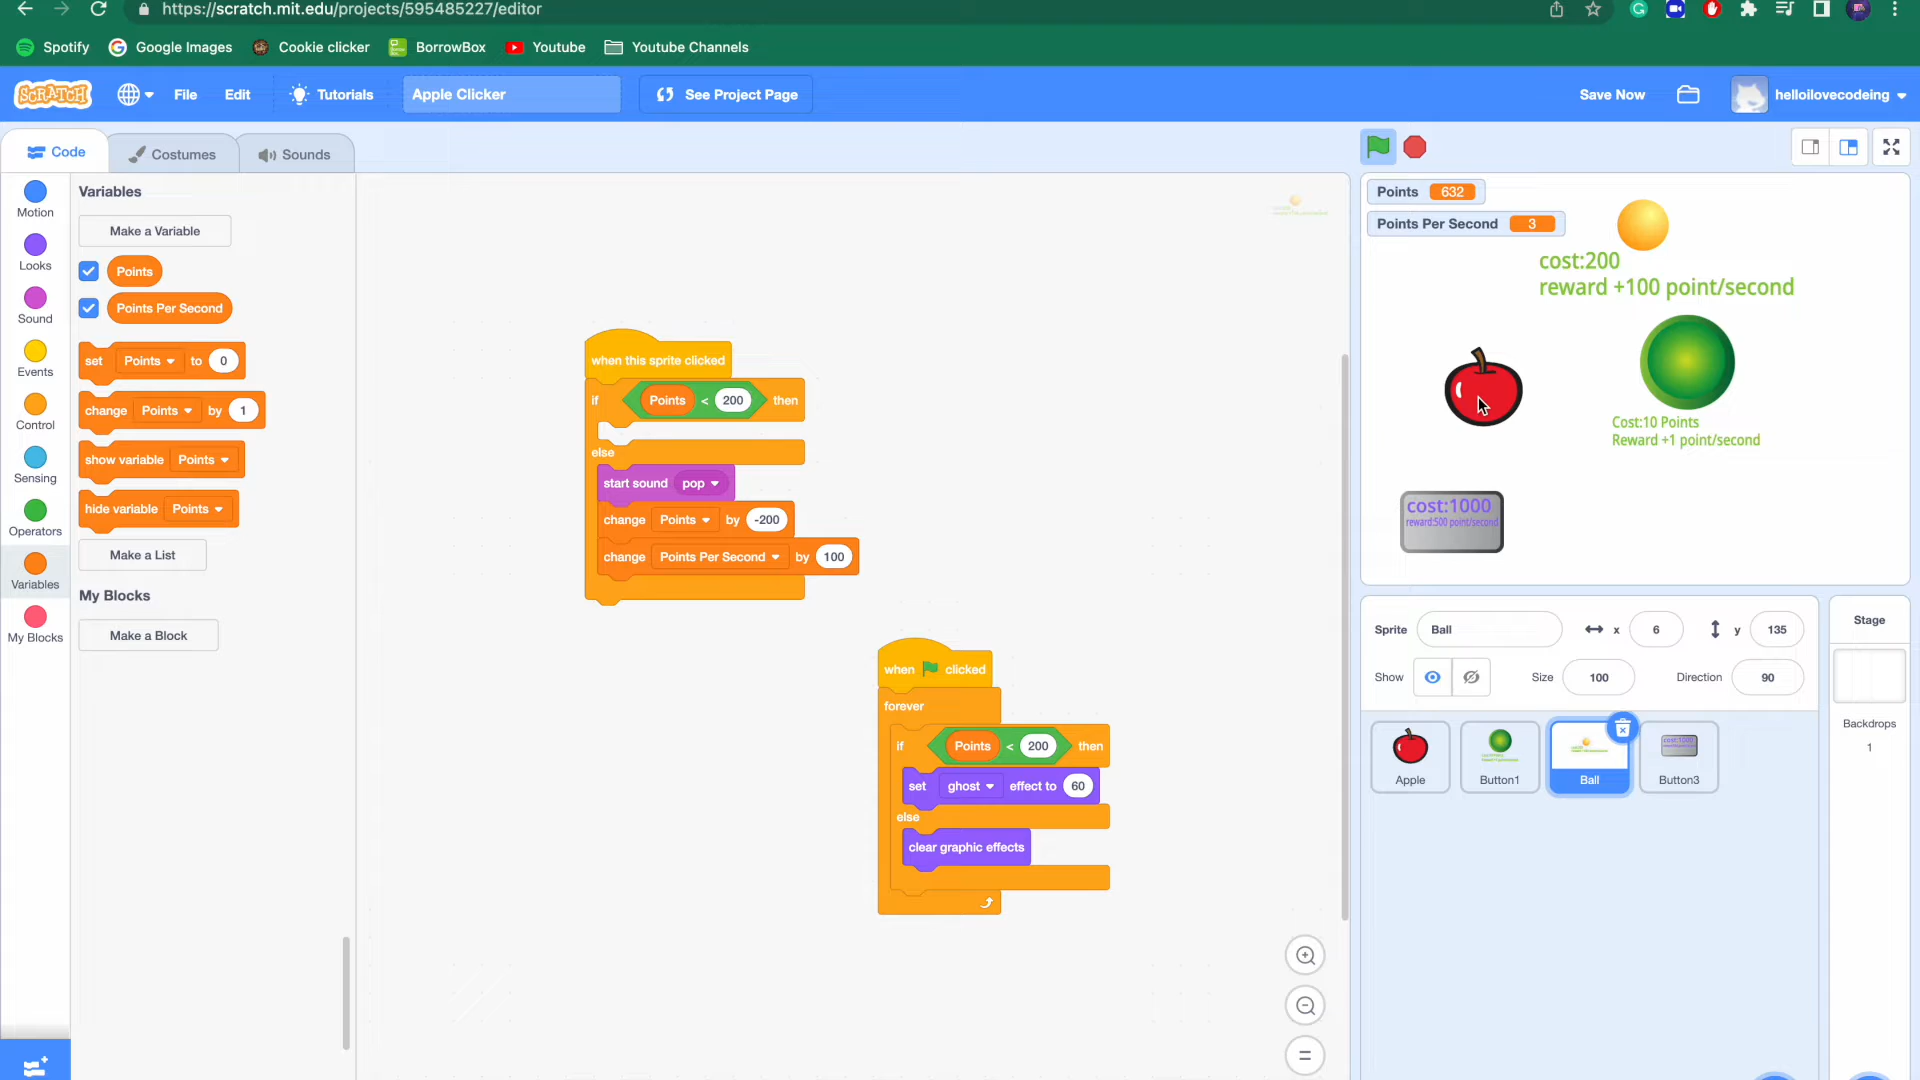 https://scratch.mit.edu/projects/595485227/editor
Spotify
Google Images
Cookie clicker
BorrowBox
Youtube
Youtube Channels
SCRATCH
File
Edit
Tutorials
Apple Clicker
See Project Page
Save Now
helloilovecodeing
Code
Costumes
Sounds
Motion
Looks
Sound
Events
Control
Sensing
Operators
Variables
My Blocks
Variables
Make a Variable
Points
Points Per Second
set Points to 0
change Points by 1
show variable Points
hide variable Points
Make a List
My Blocks
Make a Block
when this sprite clicked
if Points < 200 then
else
start sound pop
change Points by -200
change Points Per Second by 100
when clicked
forever
if Points < 200 then
set ghost effect to 60
else
clear graphic effects
Points 632
Points Per Second 3
cost:200
reward +100 point/second
Cost:10 Points
Reward +1 point/second
cost:1000
reward:500 point/second
Sprite Ball x 6 y 135
Show Size 100 Direction 90
Apple
Button1
Ball
Button3
Stage
Backdrops
1